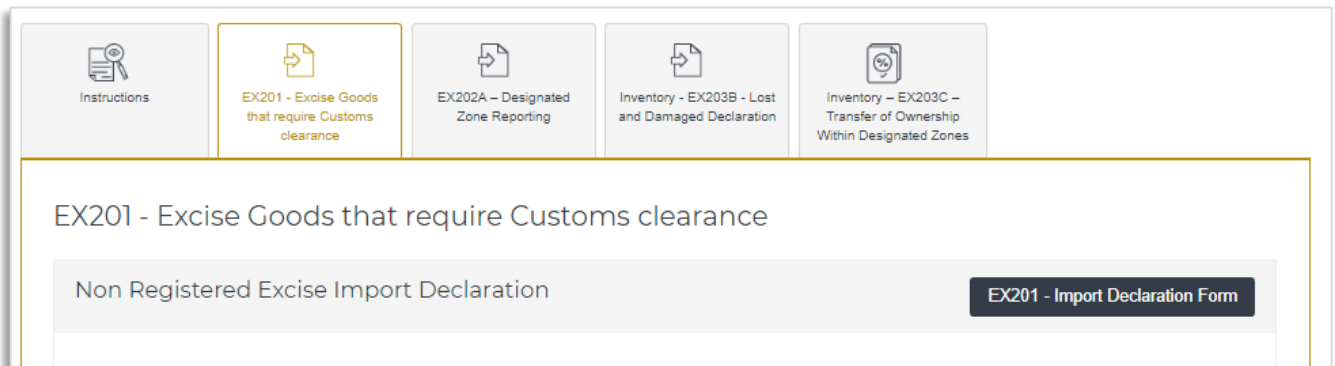 Instructions
EX201 - Excise Goods
that require Customs
clearance
EX202A – Designated
Zone Reporting
Inventory - EX203B - Lost
and Damaged Declaration
Inventory – EX203C –
Transfer of Ownership
Within Designated Zones
EX201 - Excise Goods that require Customs clearance
Non Registered Excise Import Declaration
EX201 - Import Declaration Form